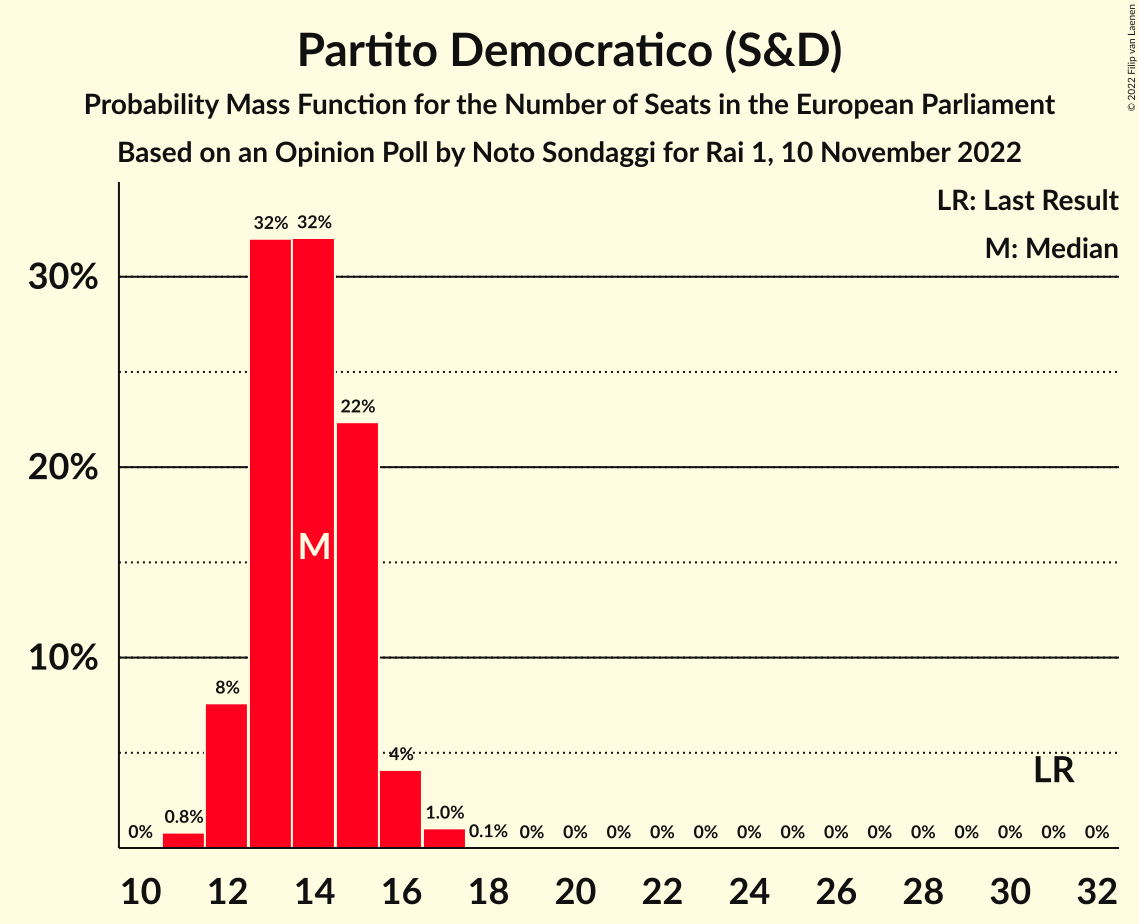 Partito Democratico (S&D)
Probability Mass Function for the Number of Seats in the European Parliament
Based on an Opinion Poll by Noto Sondaggi for Rai 1, 10 November 2022
© 2022 Filip van Laenen
LR: Last Result
M: Median
30%
20%
10%
0%
0.8%
8%
32%
32%
22%
4%
1.0%
0.1%
0%
0%
0%
0%
0%
0%
0%
0%
0%
0%
0%
0%
0%
0%
M
LR
10 12 14 16 18 20 22 24 26 28 30 32